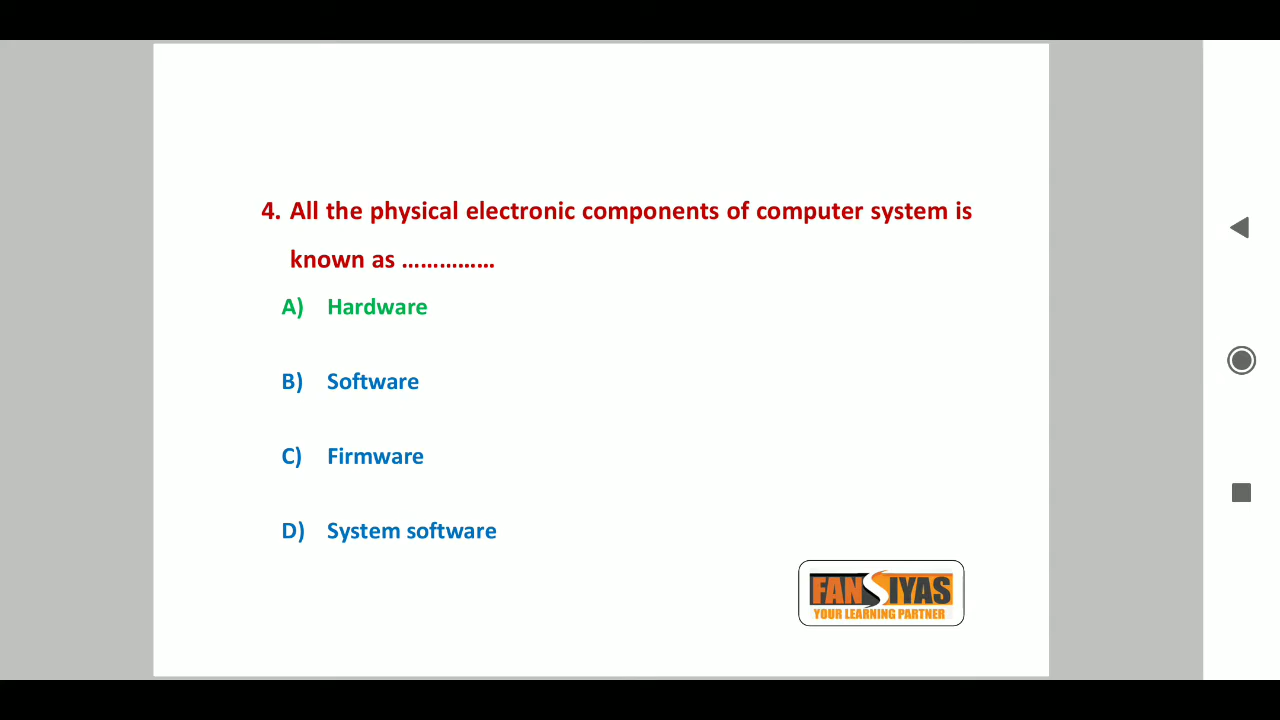 4. All the physical electronic components of computer system is
known as ……………
A) Hardware
B) Software
C) Firmware
D) System software
FANSIYAS
YOUR LEARNING PARTNER